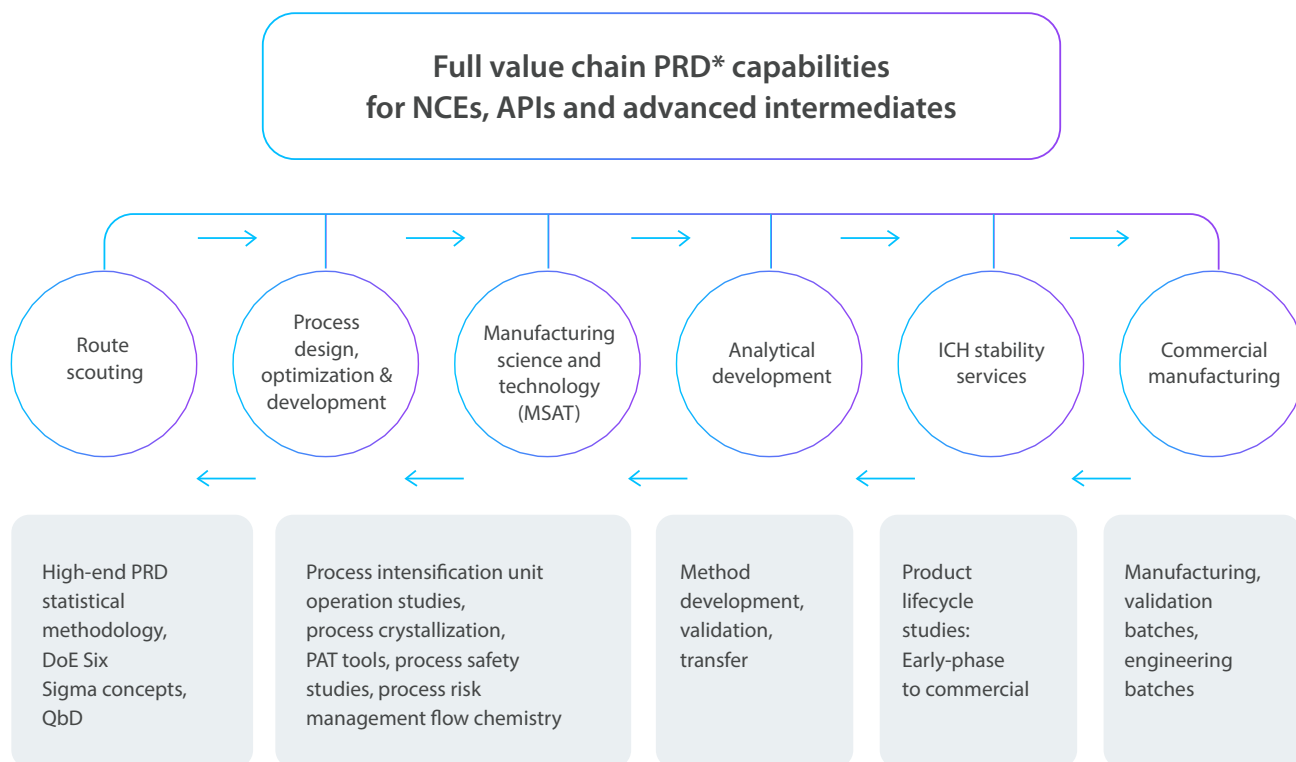 Full value chain PRD* capabilities
for NCEs, APIs and advanced intermediates
Route
scouting
Process
design,
optimization &
development
Manufacturing
science and
technology
(MSAT)
Analytical
development
ICH stability
services
Commercial
manufacturing
High-end PRD
statistical
methodology,
DoE Six
Sigma concepts,
QbD
Process intensification unit
operation studies,
process crystallization,
PAT tools, process safety
studies, process risk
management flow chemistry
Method
development,
validation,
transfer
Product
lifecycle
studies:
Early-phase
to commercial
Manufacturing,
validation
batches,
engineering
batches